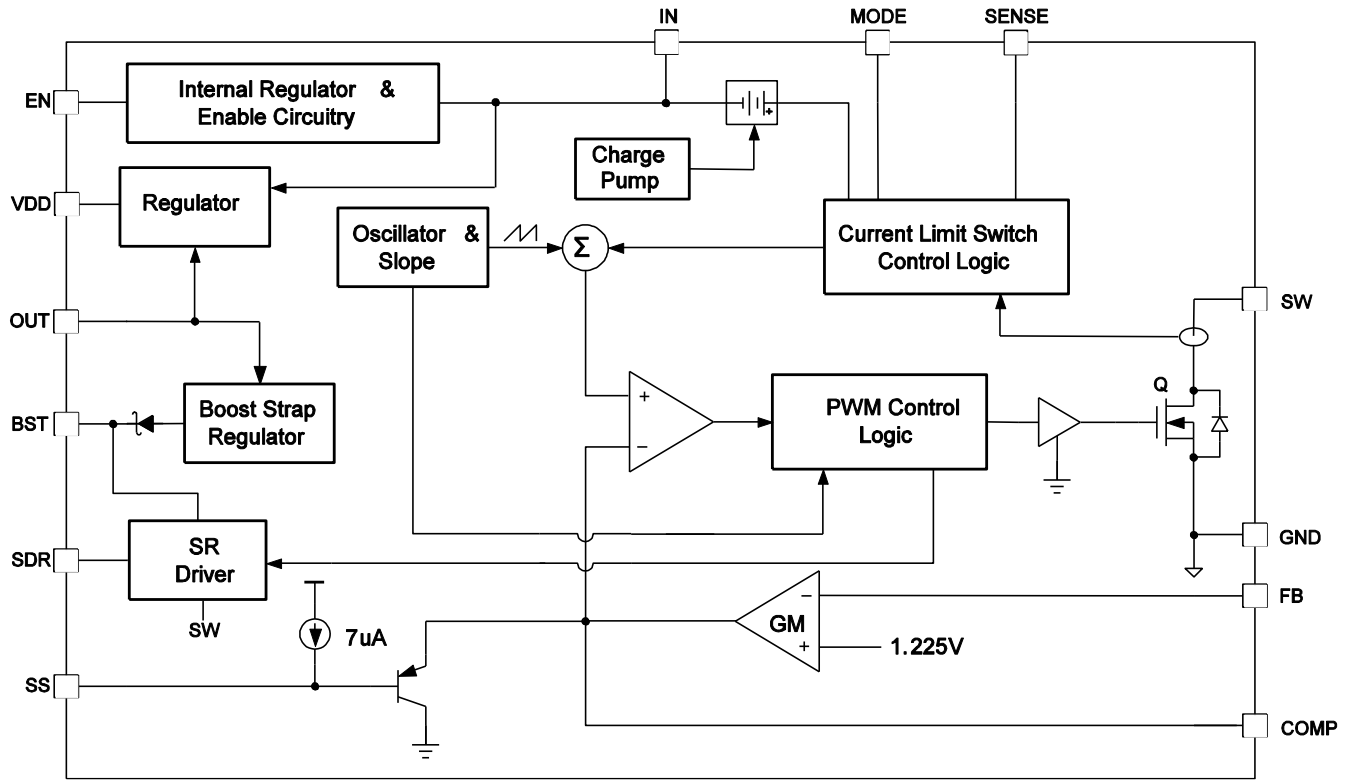 IN
MODE
SENSE
EN
Internal Regulator &
Enable Circuitry
Charge
Pump
VDD
Regulator
Oscillator &
Slope
Σ
Current Limit Switch
Control Logic
OUT
SW
BST
Boost Strap
Regulator
+
−
PWM Control
Logic
Q
SDR
SR
Driver
SW
GND
FB
7uA
GM
−
+
1.225V
SS
COMP